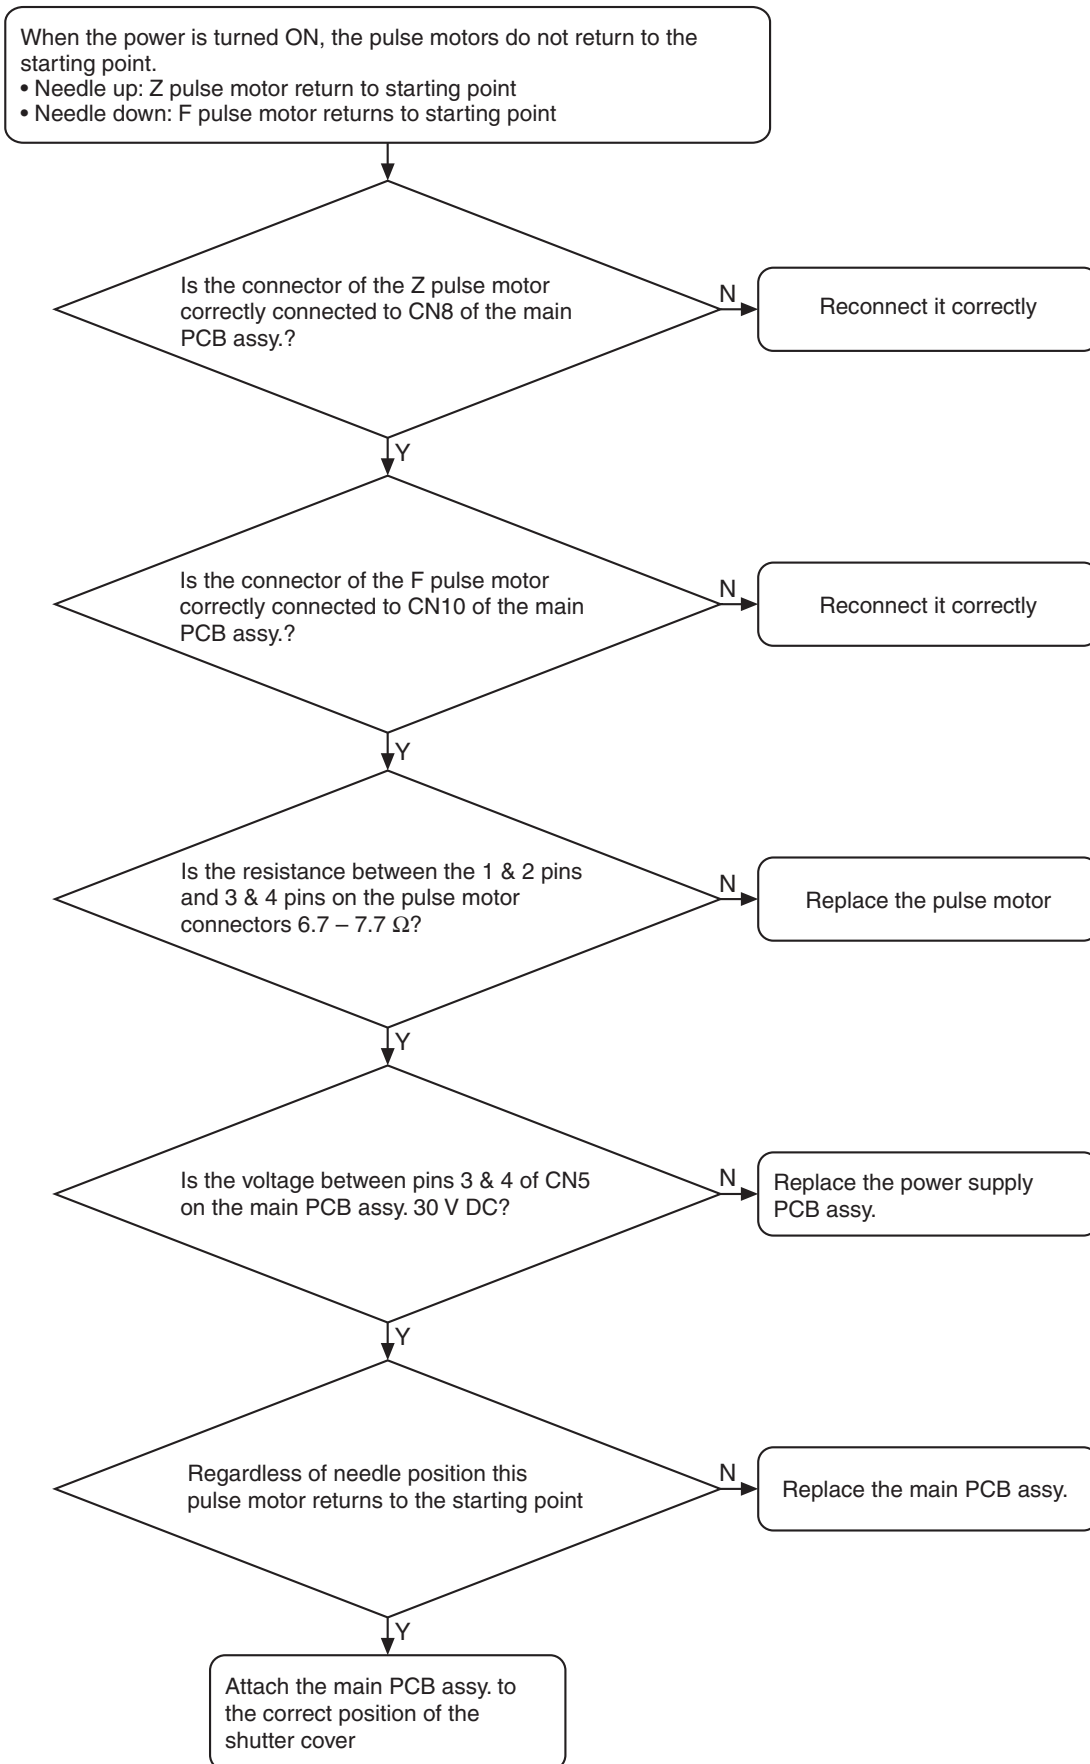 When the power is turned ON, the pulse motors do not return to the
starting point.
• Needle up: Z pulse motor return to starting point
• Needle down: F pulse motor returns to starting point
Is the connector of the Z pulse motor
correctly connected to CN8 of the main
PCB assy.?
N
Reconnect it correctly
Y
Is the connector of the F pulse motor
correctly connected to CN10 of the main
PCB assy.?
N
Reconnect it correctly
Y
Is the resistance between the 1 & 2 pins
and 3 & 4 pins on the pulse motor
connectors 6.7 – 7.7 Ω?
N
Replace the pulse motor
Y
Is the voltage between pins 3 & 4 of CN5
on the main PCB assy. 30 V DC?
N
Replace the power supply
PCB assy.
Y
Regardless of needle position this
pulse motor returns to the starting point
N
Replace the main PCB assy.
Y
Attach the main PCB assy. to
the correct position of the
shutter cover